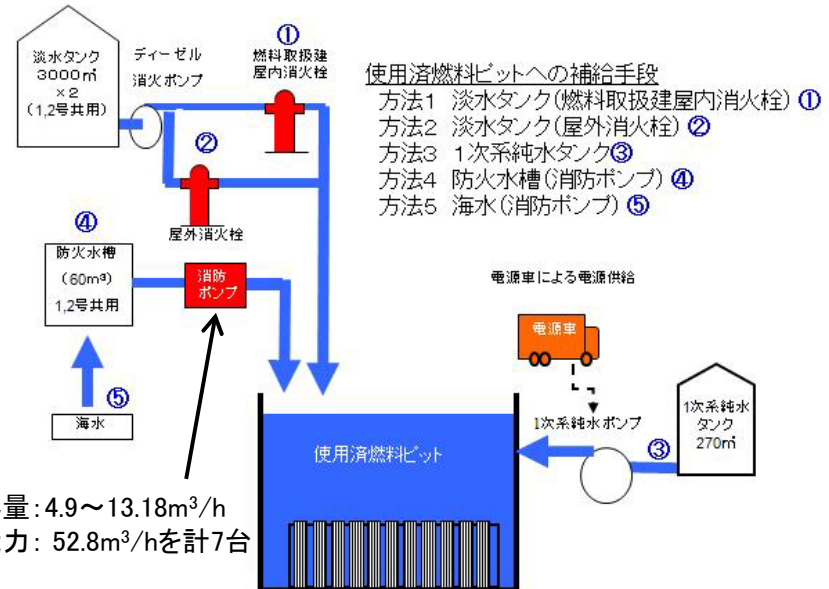 淡水タンク
3000㎥
×2
(1,2号共用)
ディーゼル
消火ポンプ
①
燃料取扱建
屋内消火栓
②
屋外消火栓
使用済燃料ピットへの補給手段
方法1 淡水タンク(燃料取扱建屋内消火栓) ①
方法2 淡水タンク(屋外消火栓) ②
方法3 1次系純水タンク③
方法4 防火水槽(消防ポンプ) ④
方法5 海水(消防ポンプ) ⑤
④
防火水槽
(60m³)
1,2号共用
消防
ポンプ
⑤
海水
電源車による電源供給
電源車
1次系純水ポンプ
③
1次系純水
タンク
270㎥
使用済燃料ピット
量:4.9～13.18m³/h
力: 52.8m³/hを計7台